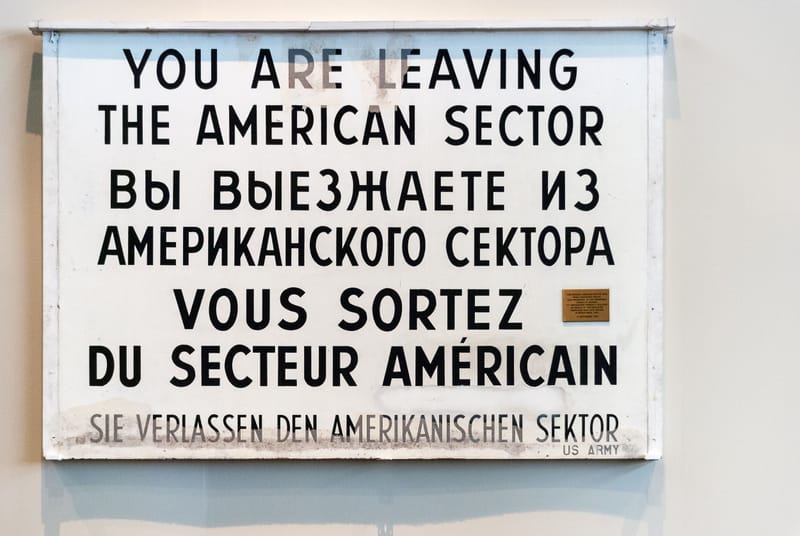 YOU ARE LEAVING
THE AMERICAN SECTOR
ВЫ ВЫЕЗЖАЕТЕ ИЗ
АМЕРИКАНСКОГО СЕКТОРА
VOUS SORTEZ
DU SECTEUR AMÉRICAIN
SIE VERLASSEN DEN AMERIKANISCHEN SEKTOR
US ARMY